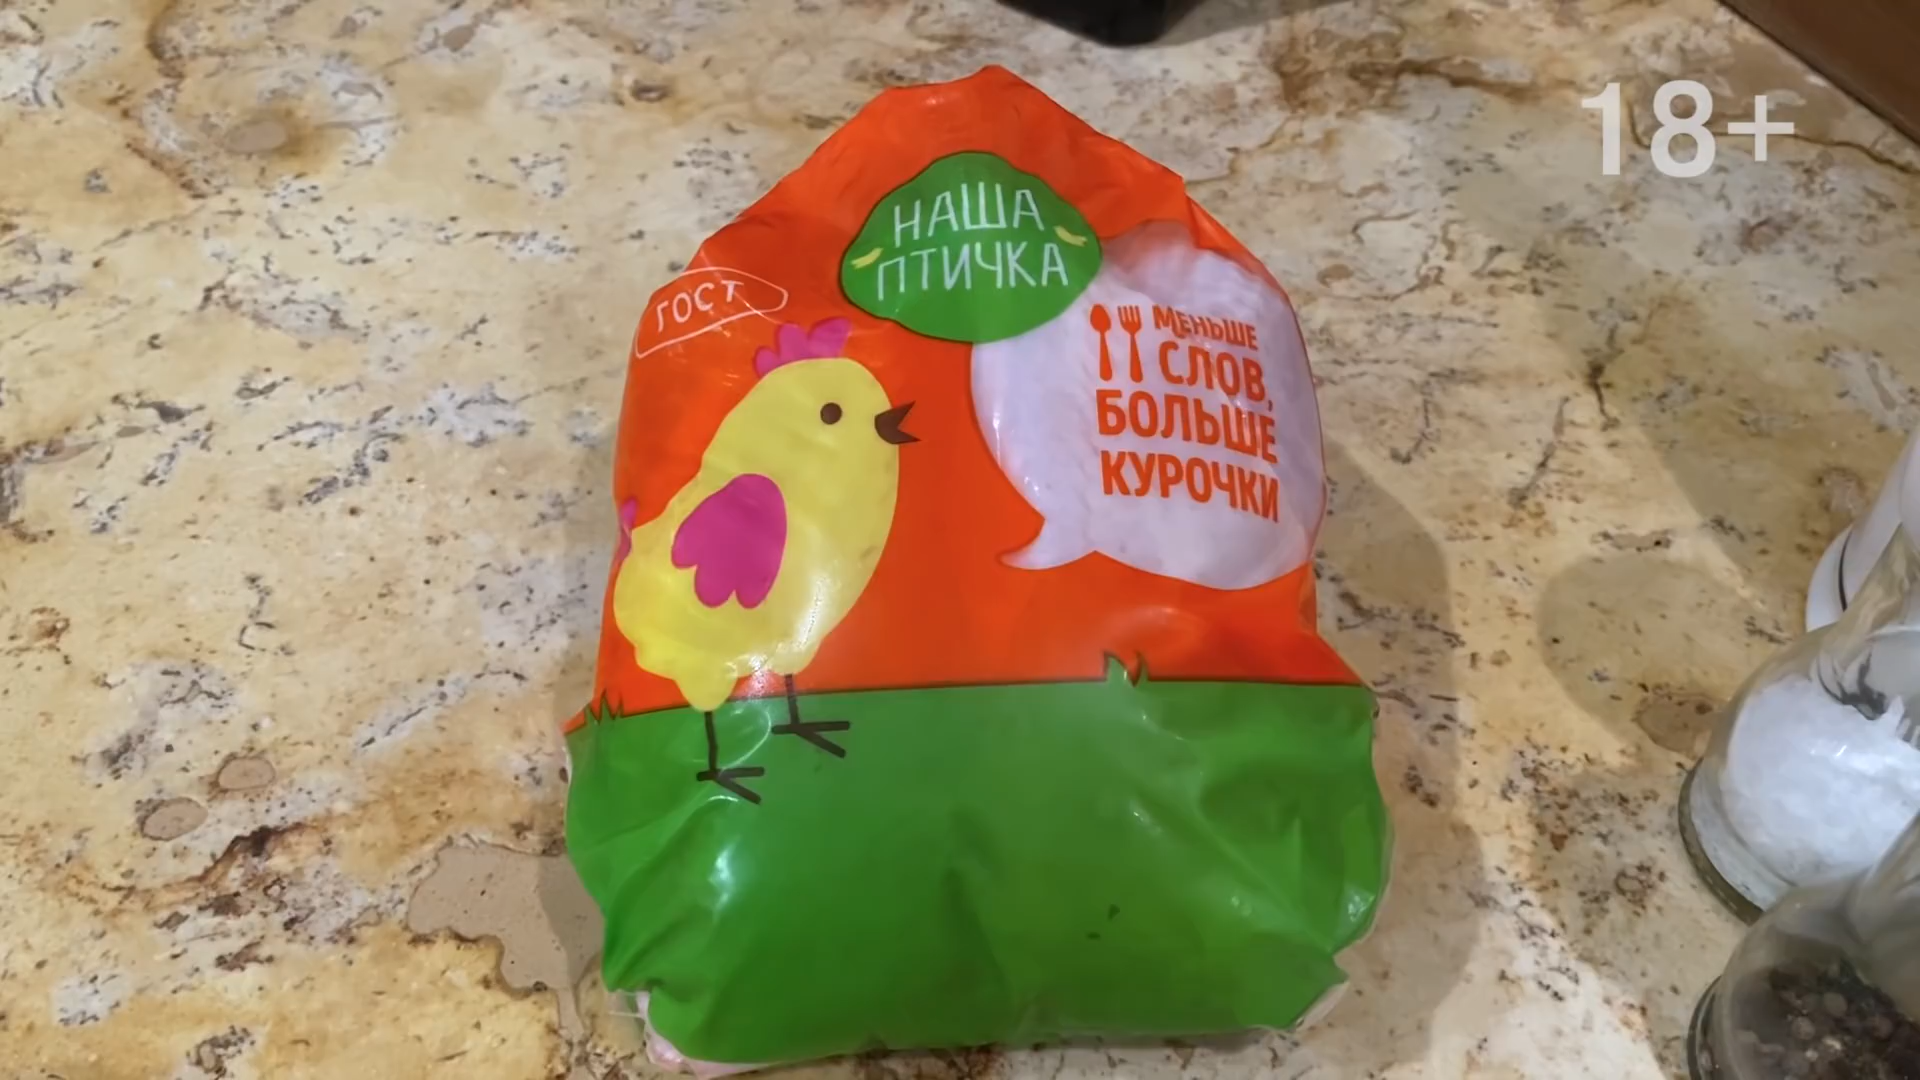 18+
НАША
ПТИЧКА
ГОСТ
МЕНЬШЕ
СЛОВ,
БОЛЬШЕ
КУРОЧКИ